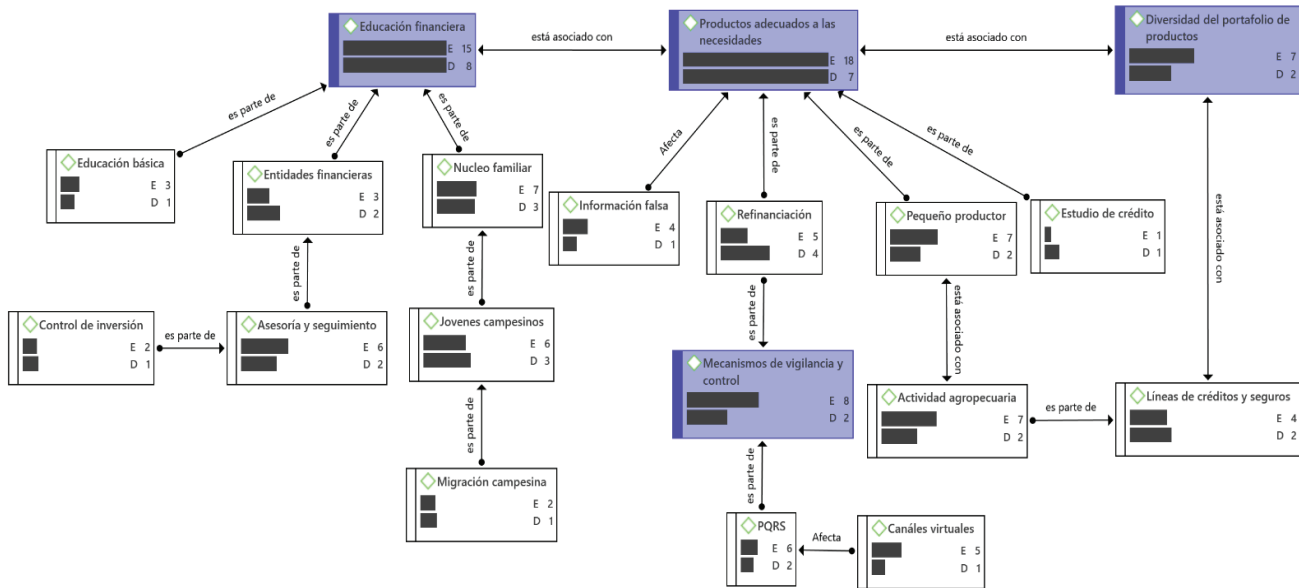 Educación financiera
E 15
D 8
está asociado con
Productos adecuados a las
necesidades
E 18
D 7
está asociado con
Diversidad del portafolio de
productos
E 7
D 2
es parte de
es parte de
es parte de
Afecta
es parte de
es parte de
es parte de
está asociado con
Educación básica
E 3
D 1
Entidades financieras
E 3
D 2
Nucleo familiar
E 7
D 3
Información falsa
E 4
D 1
Refinanciación
E 5
D 4
Pequeño productor
E 7
D 2
Estudio de crédito
E 1
D 1
es parte de
es parte de
es parte de
está asociado con
Control de inversión
E 2
D 1
es parte de
Asesoría y seguimiento
E 6
D 2
Jovenes campesinos
E 6
D 3
Mecanismos de vigilancia y
control
E 8
D 2
Actividad agropecuaria
E 7
D 2
es parte de
Líneas de créditos y seguros
E 4
D 2
es parte de
es parte de
Migración campesina
E 2
D 1
PQRS
E 6
D 2
Afecta
Canáles virtuales
E 5
D 1